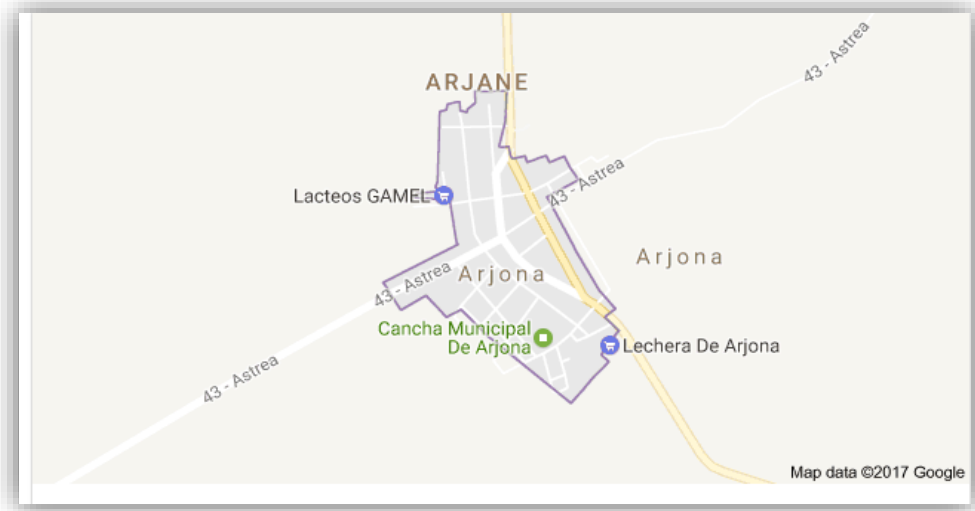 ARJANE
43 - Astrea
Lacteos GAMEL
43 - Astrea
Arjona
Arjona
43 - Astrea
Cancha Municipal
De Arjona
Lechera De Arjona
43 - Astrea
Map data ©2017 Google